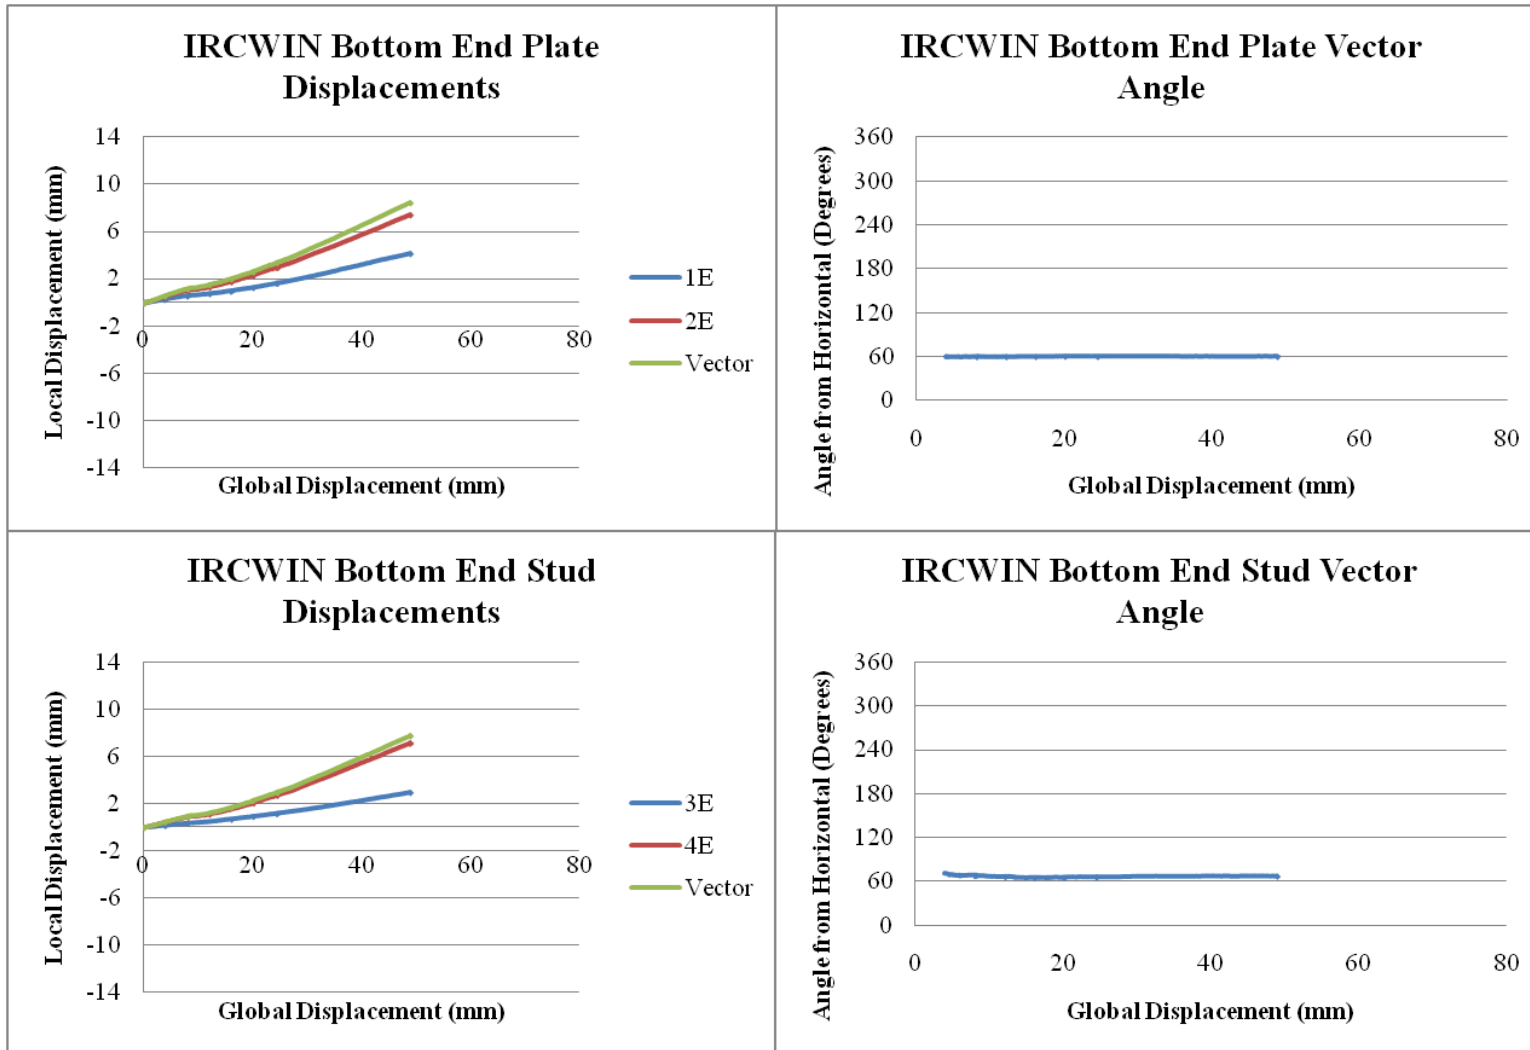 IRCWIN Bottom End Plate
Displacements
Local Displacement (mm)
14
10
6
2
-2
-6
-10
-14
0
20
40
60
80
Global Displacement (mm)
1E
2E
Vector
IRCWIN Bottom End Plate Vector
Angle
Angle from Horizontal (Degrees)
360
300
240
180
120
60
0
0
20
40
60
80
Global Displacement (mm)
IRCWIN Bottom End Stud
Displacements
Local Displacement (mm)
14
10
6
2
-2
-6
-10
-14
0
20
40
60
80
Global Displacement (mm)
3E
4E
Vector
IRCWIN Bottom End Stud Vector
Angle
Angle from Horizontal (Degrees)
360
300
240
180
120
60
0
0
20
40
60
80
Global Displacement (mm)